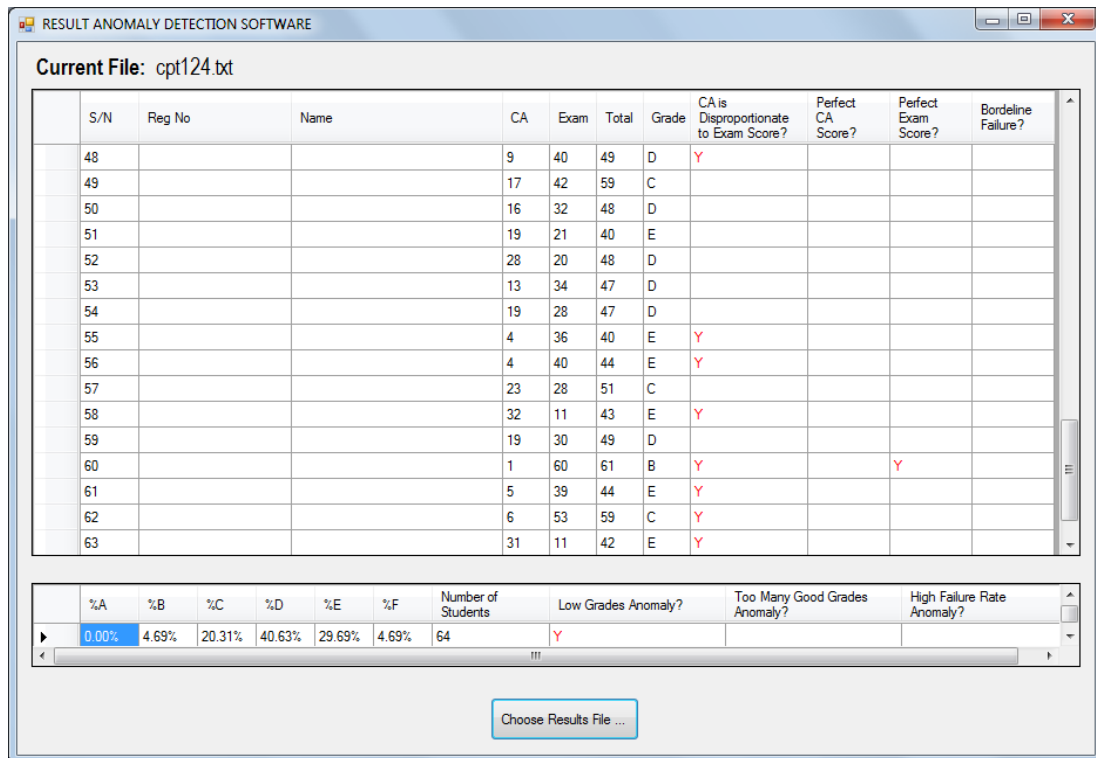 RESULT ANOMALY DETECTION SOFTWARE
Current File: cpt124.txt
S/N Reg No Name CA Exam Total Grade CA is Disproportionate to Exam Score? Perfect CA Score? Perfect Exam Score? Bordeline Failure?
48 9 40 49 D Y
49 17 42 59 C
50 16 32 48 D
51 19 21 40 E
52 28 20 48 D
53 13 34 47 D
54 19 28 47 D
55 4 36 40 E Y
56 4 40 44 E Y
57 23 28 51 C
58 32 11 43 E Y
59 19 30 49 D
60 1 60 61 B Y Y
61 5 39 44 E Y
62 6 53 59 C Y
63 31 11 42 E Y
%A %B %C %D %E %F Number of Students Low Grades Anomaly? Too Many Good Grades Anomaly? High Failure Rate Anomaly?
0.00% 4.69% 20.31% 40.63% 29.69% 4.69% 64 Y
Choose Results File ...